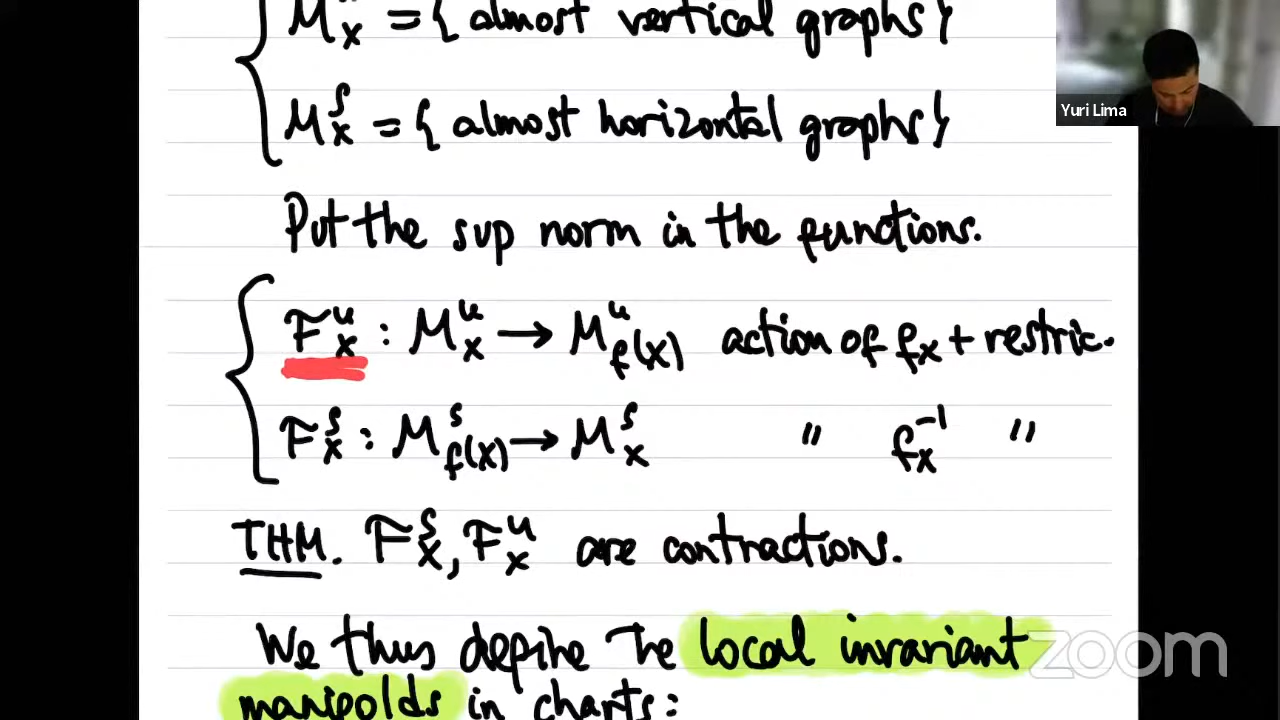 M^u_x = { almost vertical graphs }
M^s_x = { almost horizontal graphs }
Put the sup norm in the functions.
F^u_x : M^u_x → M^u_f(x) action of f_x + restric.
F^s_x : M^s_f(x) → M^s_x " f_x^-1 "
THM. F^s_x, F^u_x are contractions.
We thus define the local invariant
manifolds in charts:
Yuri Lima
zoom